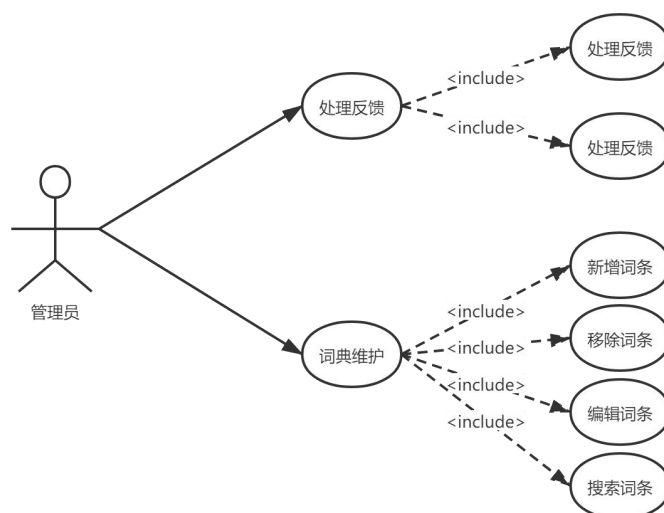 处理反馈
<include>
处理反馈
<include>
处理反馈
新增词条
<include>
管理员
移除词条
<include>
词典维护
<include>
编辑词条
<include>
搜索词条